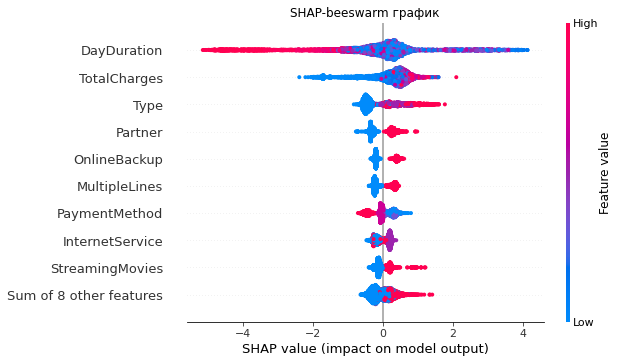 SHAP-beeswarm график
High
DayDuration
TotalCharges
Type
Partner
OnlineBackup
MultipleLines
PaymentMethod
InternetService
StreamingMovies
Sum of 8 other features
Feature value
Low
−4
−2
0
2
4
SHAP value (impact on model output)